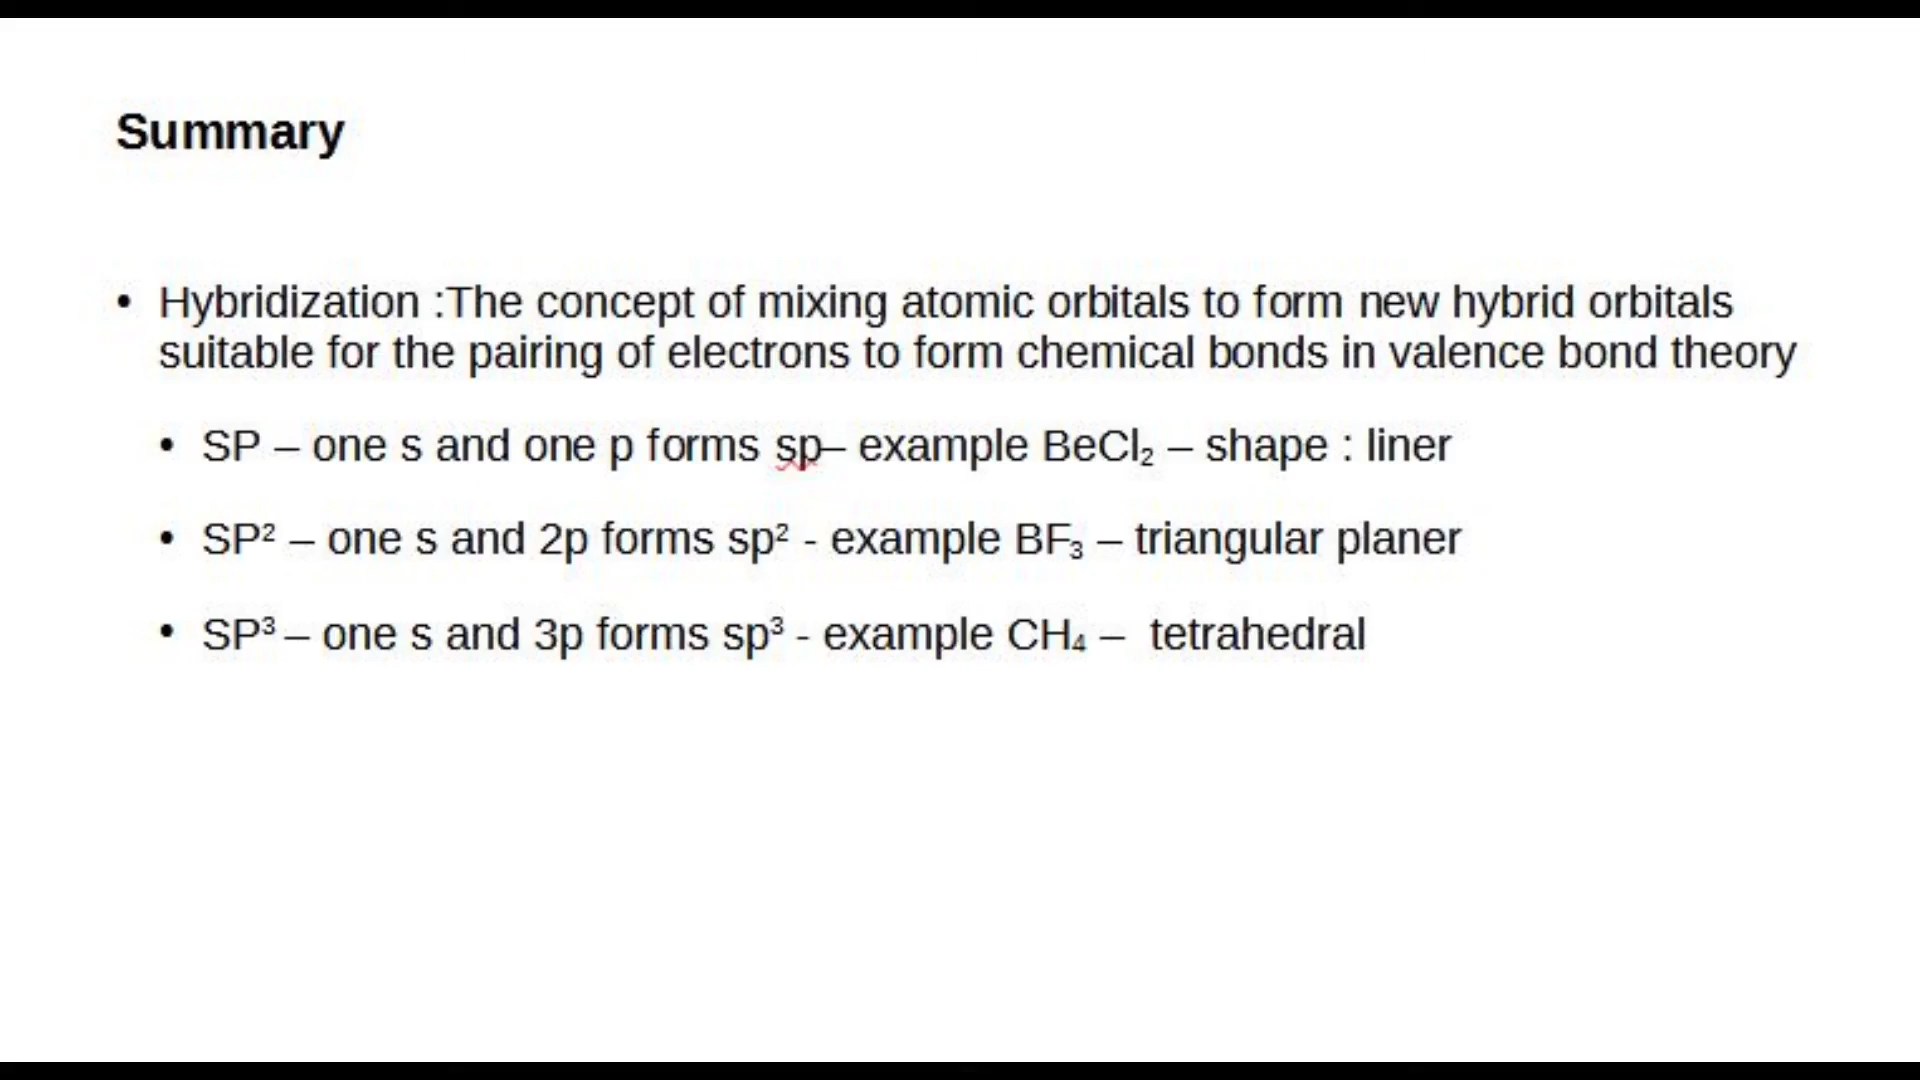 Summary
• Hybridization :The concept of mixing atomic orbitals to form new hybrid orbitals
suitable for the pairing of electrons to form chemical bonds in valence bond theory
• SP – one s and one p forms sp– example BeCl₂ – shape : liner
• SP² – one s and 2p forms sp² - example BF₃ – triangular planer
• SP³ – one s and 3p forms sp³ - example CH₄ – tetrahedral